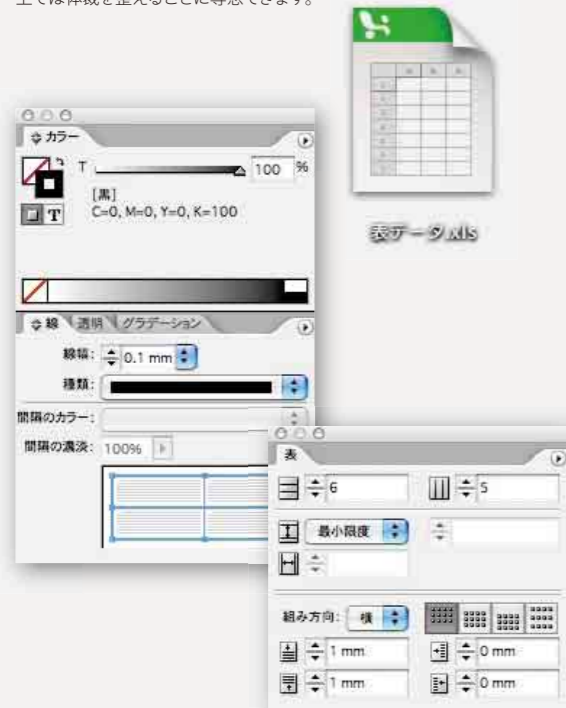 上では体裁を整えることに専念できます。
表データ.xls
カラー
T 100 %
[黒]
C=0, M=0, Y=0, K=100
T
線 透明 グラデーション
線幅: 0.1 mm
種類:
間隔のカラー:
間隔の濃淡: 100%
表
6 5
最小限度
組み方向: 横
1 mm 0 mm
1 mm 0 mm